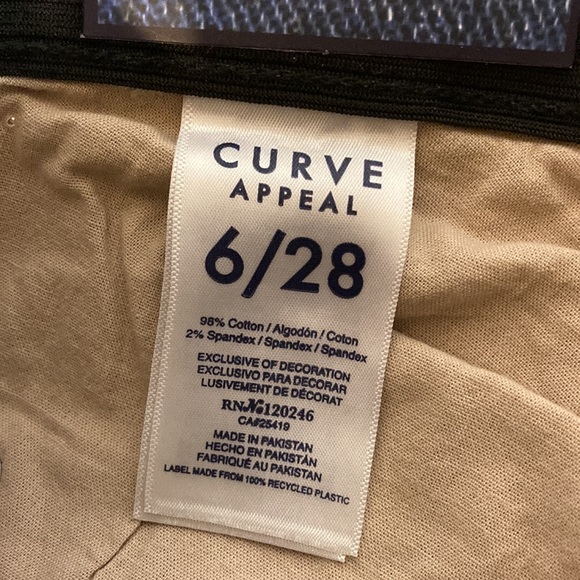 CURVE
APPEAL
6/28
98% Cotton / Algodón / Coton
2% Spandex / Spandex / Spandex
EXCLUSIVE OF DECORATION
EXCLUSIVO PARA DECORAR
LUSIVEMENT DE DÉCORAT
RN№120246
CA#25419
MADE IN PAKISTAN
HECHO EN PAKISTÁN
FABRIQUÉ AU PAKISTAN
LABEL MADE FROM 100% RECYCLED PLASTIC